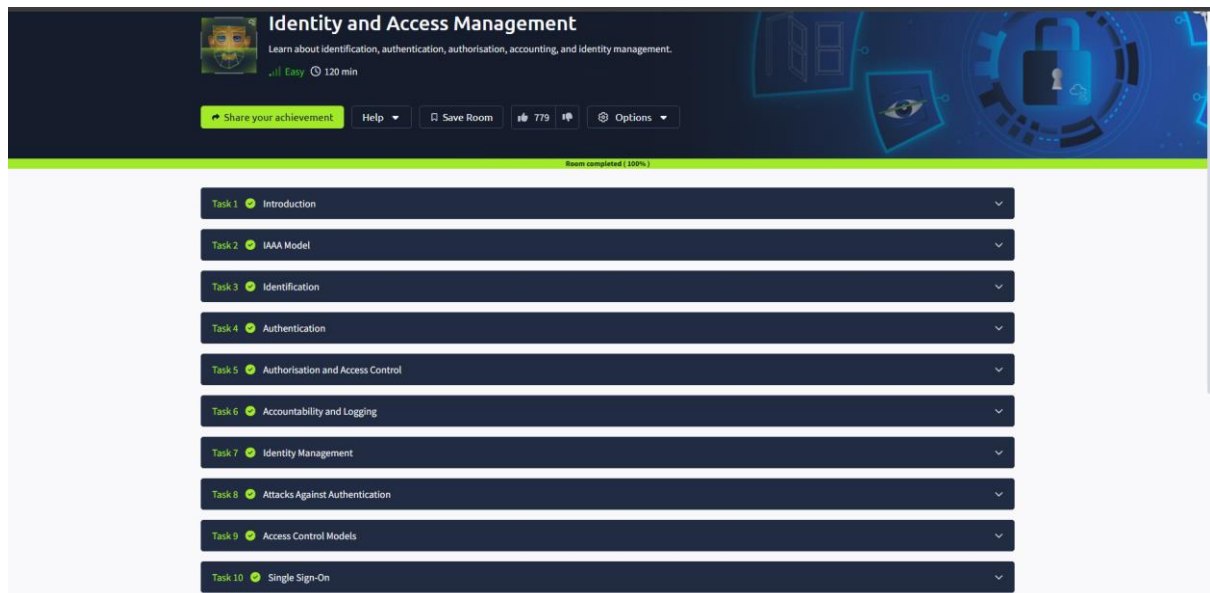 Identity and Access Management
Learn about identification, authentication, authorisation, accounting, and identity management.
Easy 120 min
Share your achievement Help Save Room 779 Options
Room completed ( 100% )
Task 1 Introduction
Task 2 IAAA Model
Task 3 Identification
Task 4 Authentication
Task 5 Authorisation and Access Control
Task 6 Accountability and Logging
Task 7 Identity Management
Task 8 Attacks Against Authentication
Task 9 Access Control Models
Task 10 Single Sign-On